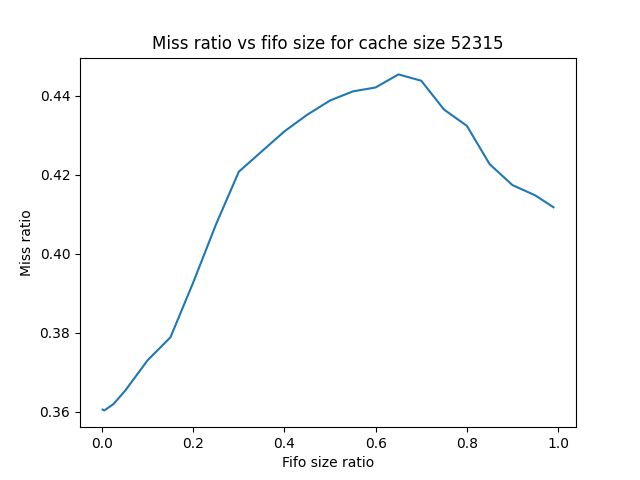 Miss ratio vs fifo size for cache size 52315
0.44
0.42
0.40
0.38
0.36
Miss ratio
0.0 0.2 0.4 0.6 0.8 1.0
Fifo size ratio